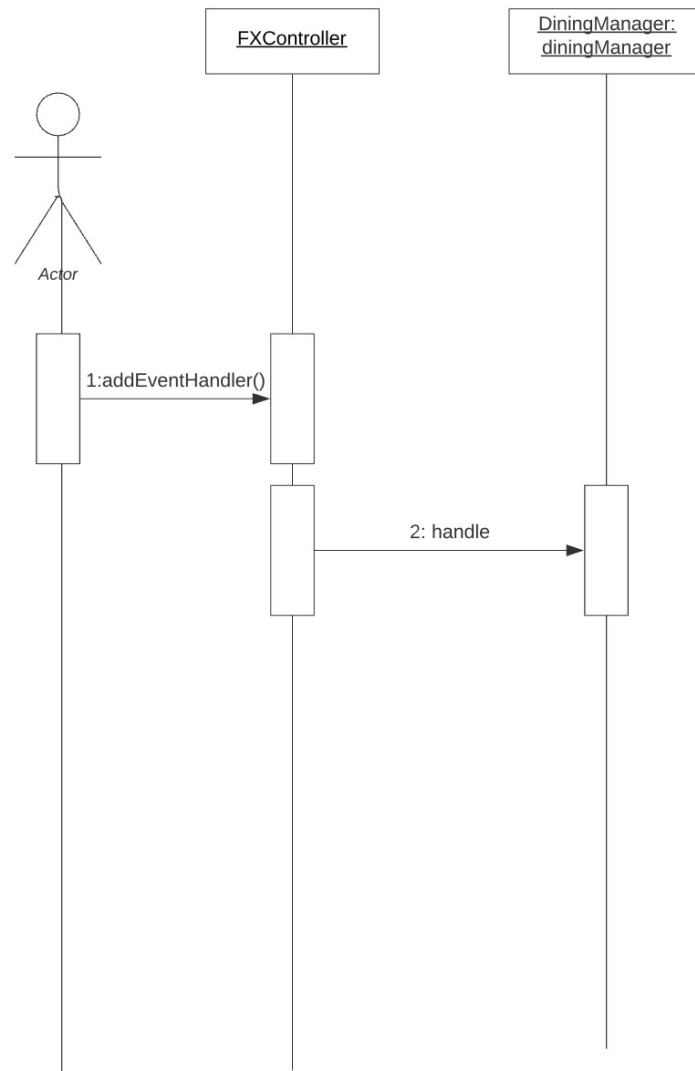 FXController
DiningManager:
diningManager
Actor
1:addEventHandler()
2: handle